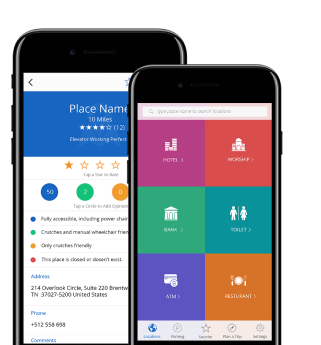 Place Name
10 Miles
(12)
Elevator Working Perfect
Tap a Star to Rate
50
2
0
Tap a Circle to Add Opinion
Fully accessible, including power chair
Crutches and manual wheelchair frien
Only crutches friendly
This place is closed or doesn't exist.
Address
214 Overlook Circle, Suite 220 Brentw
TN 37027-5200 United States
Phone
+512 558 698
Comments
Type place name to search locations
HOTEL >
WORSHIP >
BANK >
TOILET >
ATM >
RESTURANT >
Locations
Parking
Favorite
Plan a Trip
Settings